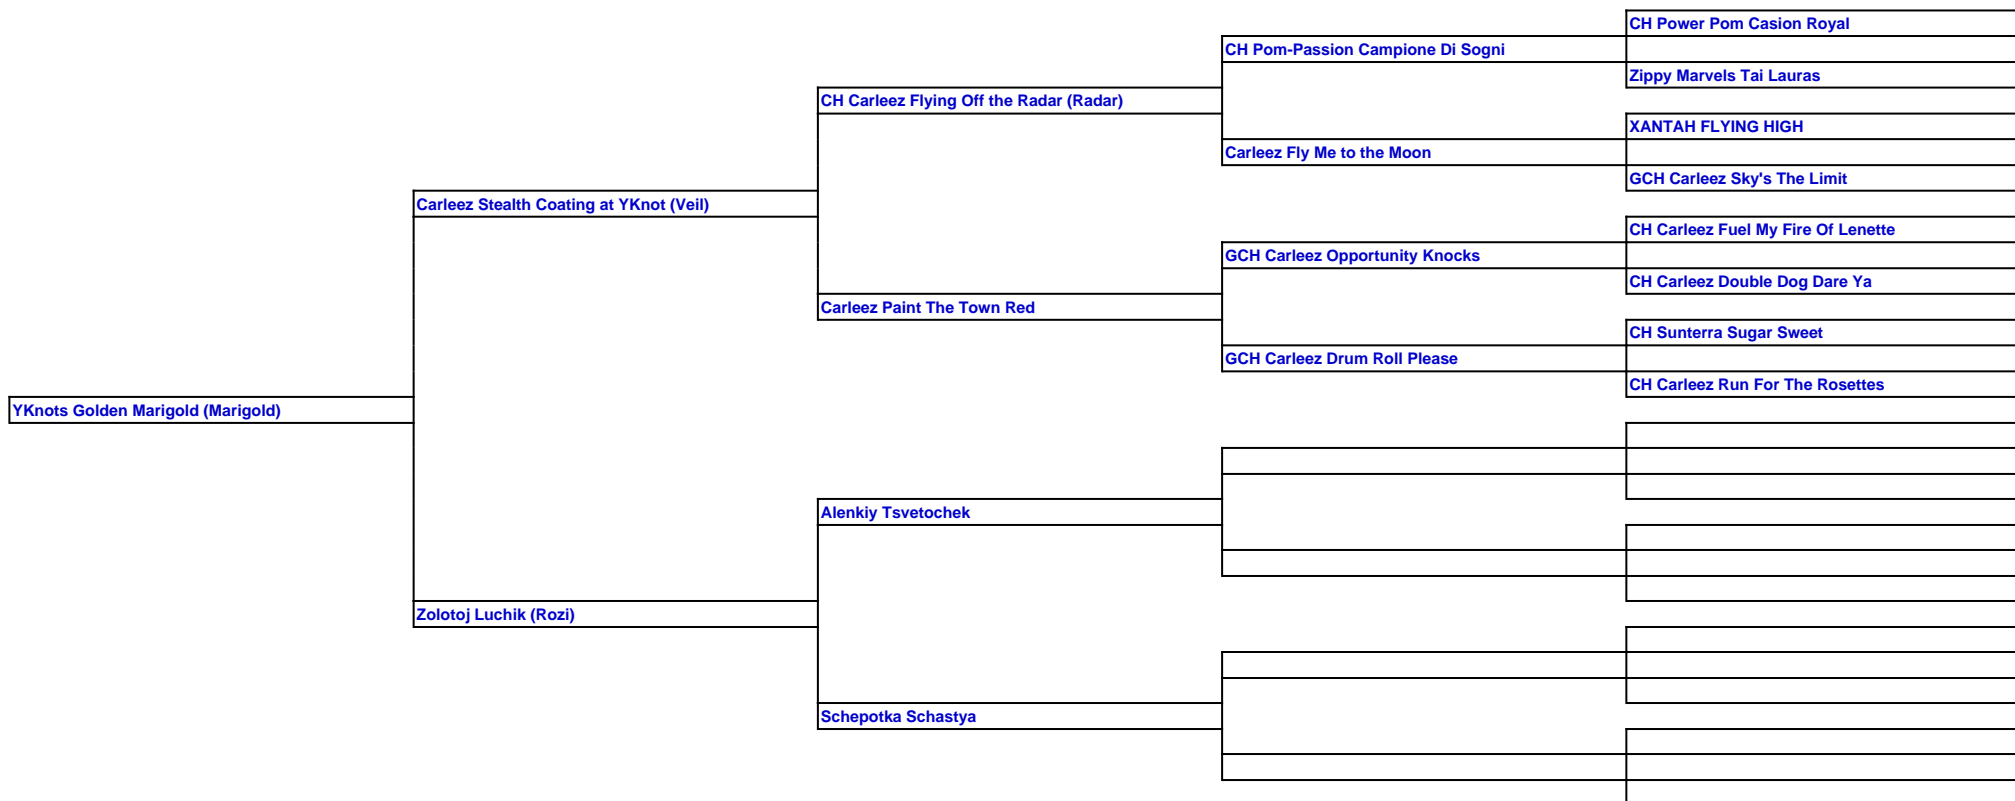 CH Power Pom Casion Royal
CH Pom-Passion Campione Di Sogni
Zippy Marvels Tai Lauras
CH Carleez Flying Off the Radar (Radar)
XANTAH FLYING HIGH
Carleez Fly Me to the Moon
GCH Carleez Sky's The Limit
Carleez Stealth Coating at YKnot (Veil)
CH Carleez Fuel My Fire Of Lenette
GCH Carleez Opportunity Knocks
CH Carleez Double Dog Dare Ya
Carleez Paint The Town Red
CH Sunterra Sugar Sweet
GCH Carleez Drum Roll Please
CH Carleez Run For The Rosettes
YKnots Golden Marigold (Marigold)
Alenkiy Tsvetochek
Zolotoj Luchik (Rozi)
Schepotka Schastya